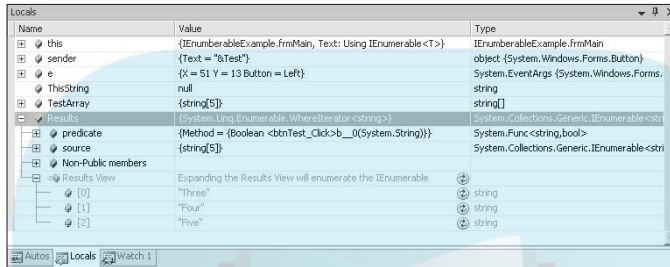 Locals
Name Value Type
this {IEnumberableExample.frmMain, Text: Using IEnumerable<T>} IEnumberableExample.frmMain
sender {Text = "&Test"} object {System.Windows.Forms.Button}
e {X = 51 Y = 13 Button = Left} System.EventArgs {System.Windows.Forms.
ThisString null string
TestArray {string[5]} string[]
Results {System.Linq.Enumerable.WhereIterator<string>} System.Collections.Generic.IEnumerable<stri
predicate {Method = {Boolean <btnTest_Click>b__0(System.String)}} System.Func<string,bool>
source {string[5]} System.Collections.Generic.IEnumerable<stri
Non-Public members
Results View Expanding the Results View will enumerate the IEnumerable
[0] "Three" string
[1] "Four" string
[2] "Five" string
Autos Locals Watch 1